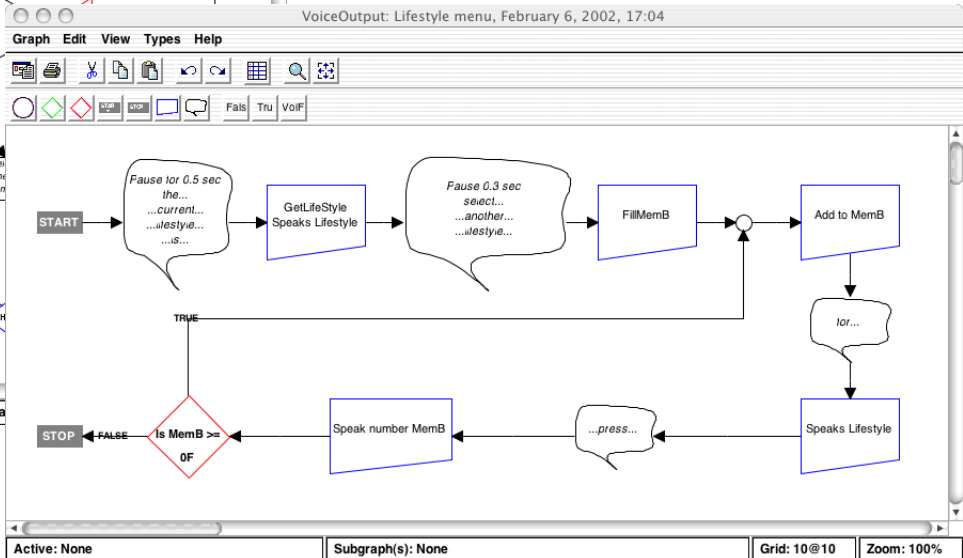 VoiceOutput: Lifestyle menu, February 6, 2002, 17:04
Graph Edit View Types Help
START STOP Fals Tru VoiF
START
Pause for 0.5 sec
the...
...current...
...lifestyle...
...is...
GetLifeStyle
Speaks Lifestyle
Pause 0.3 sec
select...
...another...
...lifestyle...
FillMemB
Add to MemB
TRUE
for...
STOP
FALSE
Is MemB >=
0F
Speak number MemB
...press...
Speaks Lifestyle
Active: None
Subgraph(s): None
Grid: 10@10
Zoom: 100%